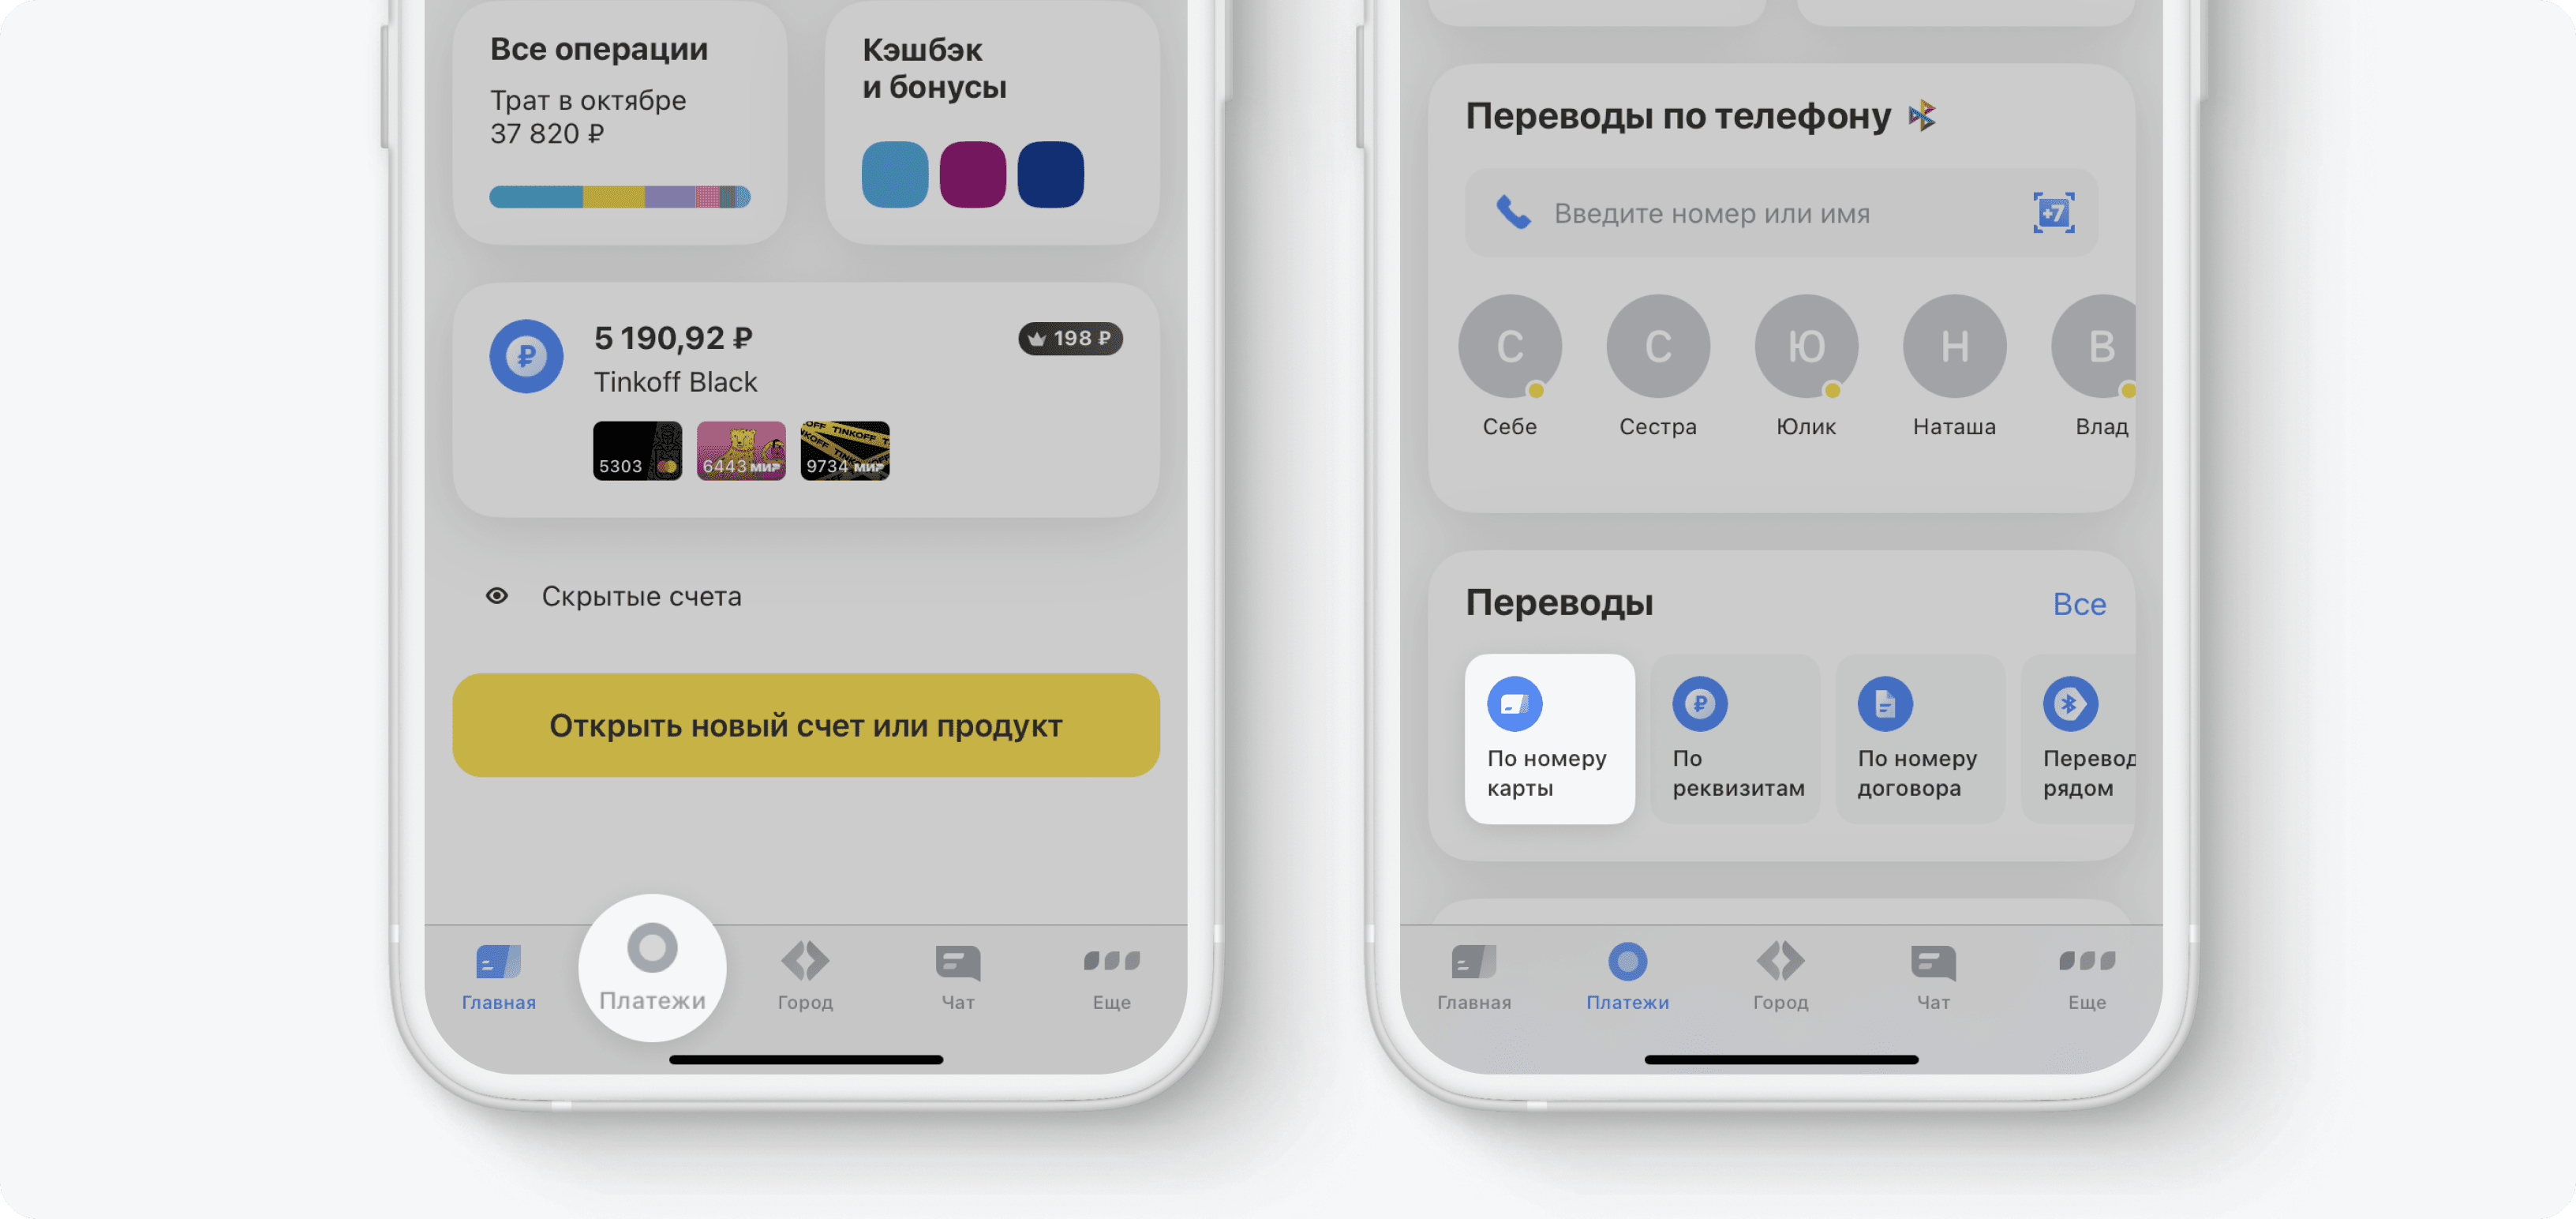 Все операции
Трат в октябре
37 820 ₽
Кэшбэк
и бонусы
5 190,92 ₽
198 ₽
Tinkoff Black
5303
6443 МИР
9734 МИР
TINKOFF
Скрытые счета
Открыть новый счет или продукт
Главная
Платежи
Город
Чат
Еще
Переводы по телефону
Введите номер или имя
+7
С
С
Ю
Н
В
Себе
Сестра
Юлик
Наташа
Влад
Переводы
Все
По номеру
карты
По
реквизитам
По номеру
договора
Перевод
рядом
Главная
Платежи
Город
Чат
Еще